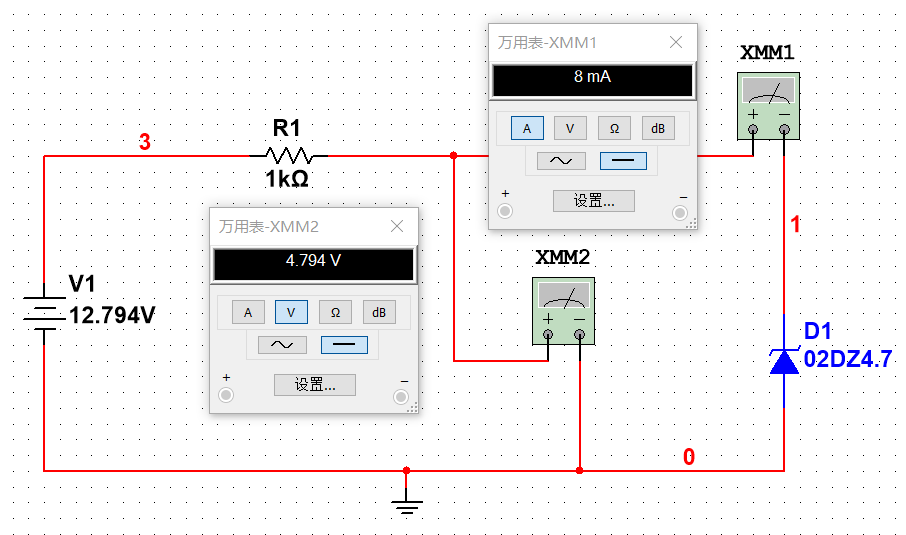 万用表-XMM1
8 mA
A V Ω dB
设置...
+ −
XMM1
+ −
R1
1kΩ
3
万用表-XMM2
4.794 V
A V Ω dB
设置...
+ −
XMM2
+ −
V1
12.794V
1
D1
02DZ4.7
0